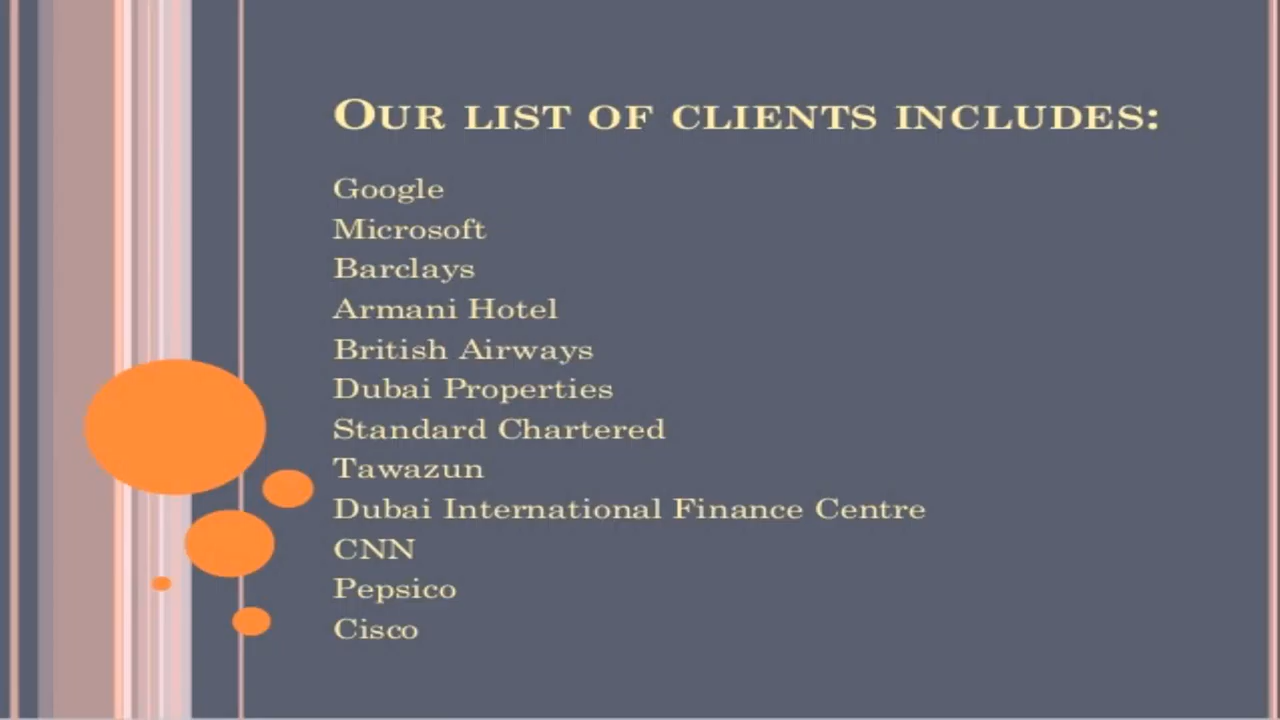 Our list of clients includes:
Google
Microsoft
Barclays
Armani Hotel
British Airways
Dubai Properties
Standard Chartered
Tawazun
Dubai International Finance Centre
CNN
Pepsico
Cisco